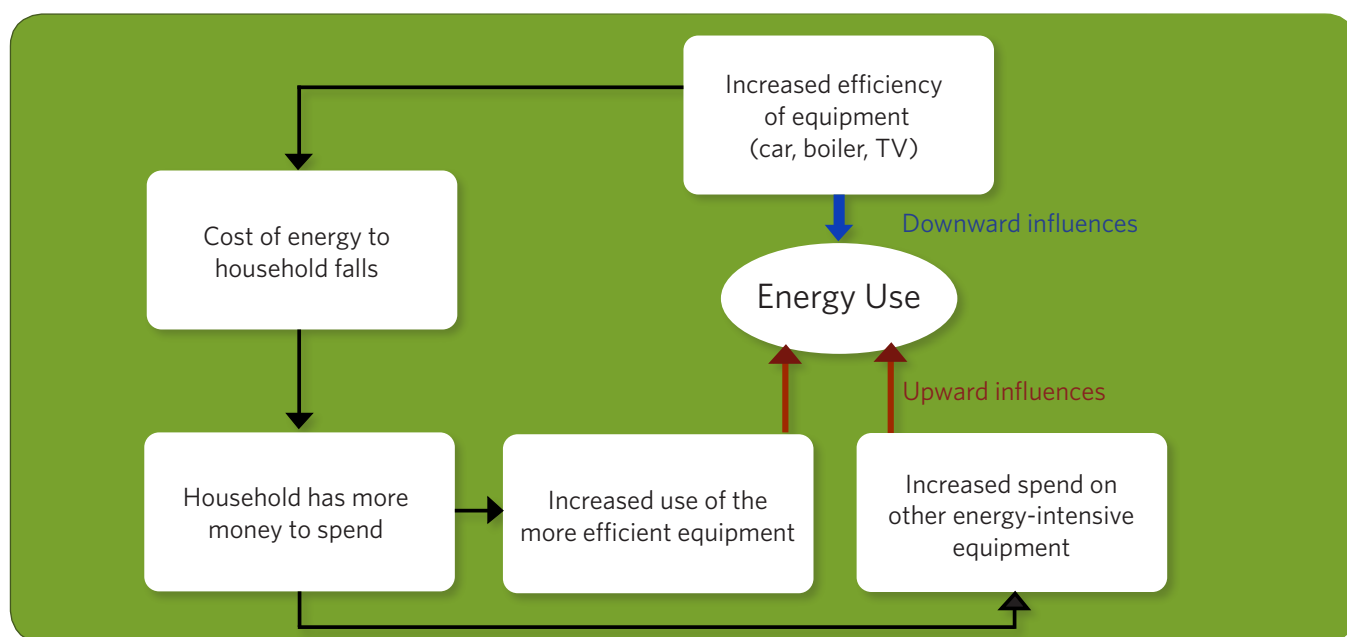 Increased efficiency
of equipment
(car, boiler, TV)
Cost of energy to
household falls
Downward influences
Energy Use
Upward influences
Household has more
money to spend
Increased use of the
more efficient equipment
Increased spend on
other energy-intensive
equipment